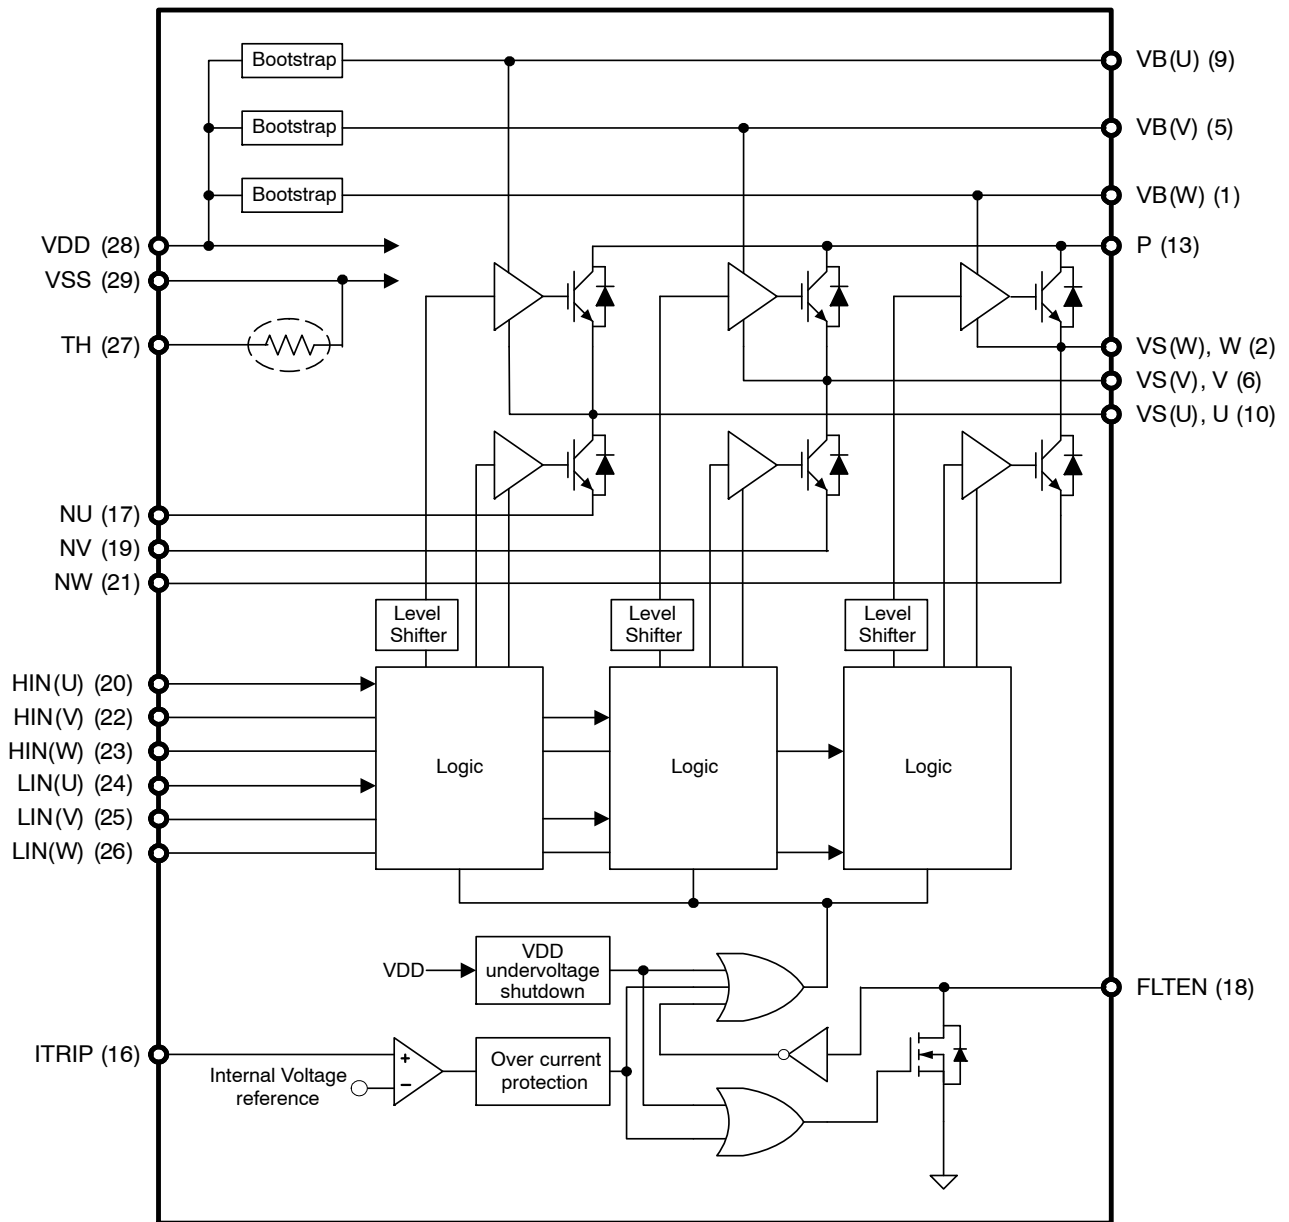 Bootstrap
VB(U) (9)
Bootstrap
VB(V) (5)
Bootstrap
VB(W) (1)
VDD (28)
P (13)
VSS (29)
TH (27)
VS(W), W (2)
VS(V), V (6)
VS(U), U (10)
NU (17)
NV (19)
NW (21)
Level
Shifter
Level
Shifter
Level
Shifter
HIN(U) (20)
HIN(V) (22)
HIN(W) (23)
LIN(U) (24)
LIN(V) (25)
LIN(W) (26)
Logic
Logic
Logic
VDD
VDD
undervoltage
shutdown
FLTEN (18)
ITRIP (16)
+
−
Internal Voltage
reference
Over current
protection